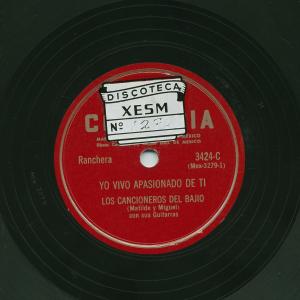 DISCOTECA
XESM
Nº
Ranchera
3424-C
(Mex-3279-1)
YO VIVO APASIONADO DE TI
LOS CANCIONEROS DEL BAJIO
(Matilde y Miguel)
con sus Guitarras